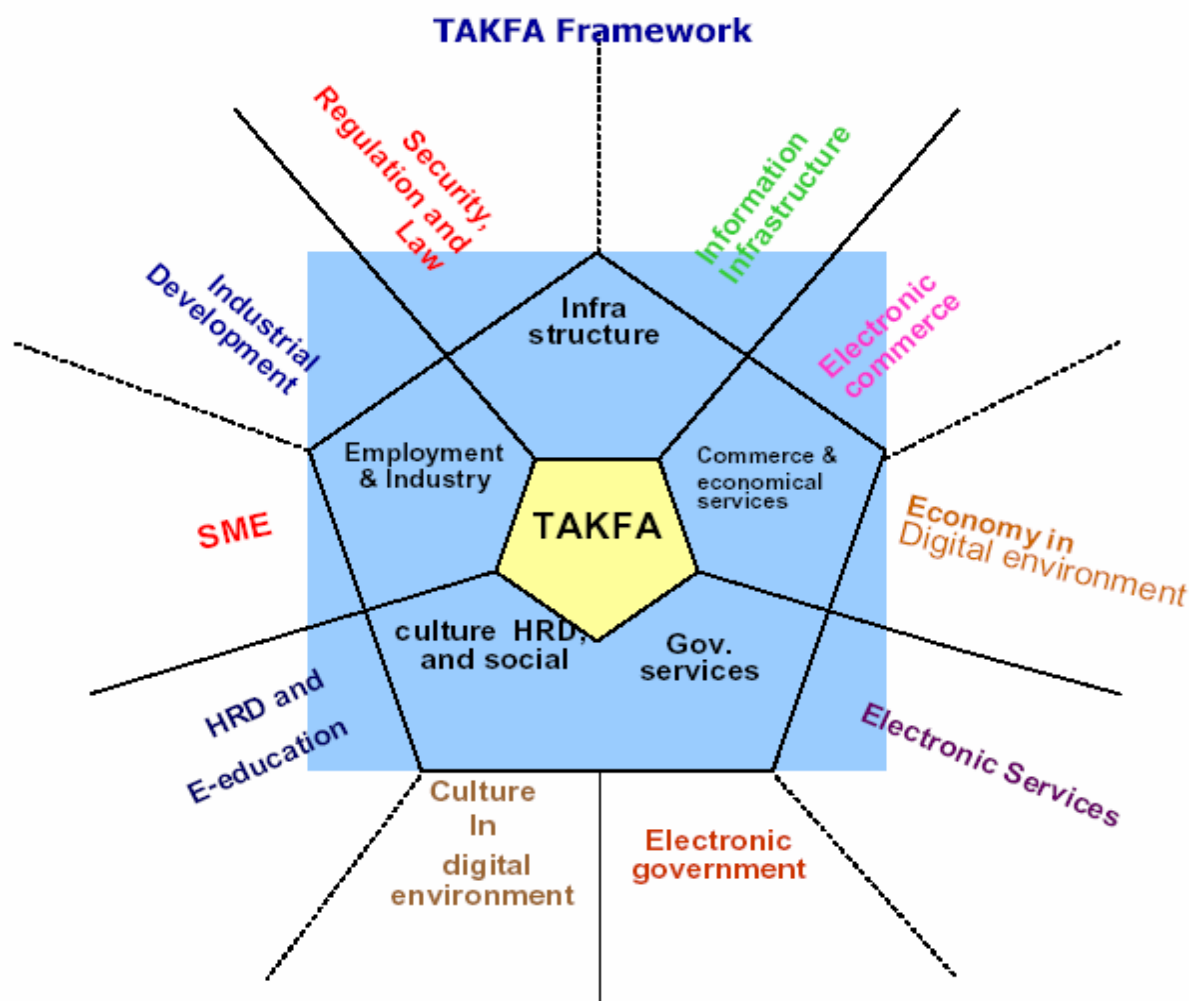 TAKFA Framework
Security,
Regulation and
Law
Information
Infrastructure
Industrial
Development
Electronic
commerce
Infra
structure
Employment
& Industry
Commerce &
economical
services
TAKFA
SME
Economy in
Digital environment
culture HRD,
and social
Gov.
services
HRD and
E-education
Electronic Services
Culture
In
digital
environment
Electronic
government